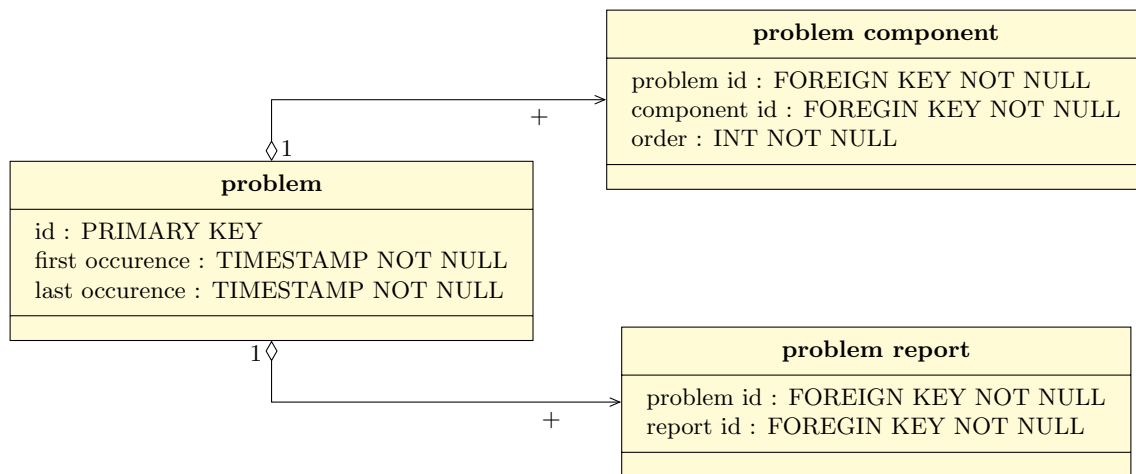 problem component
problem id : FOREIGN KEY NOT NULL
component id : FOREGIN KEY NOT NULL
order : INT NOT NULL
+
1
problem
id : PRIMARY KEY
first occurence : TIMESTAMP NOT NULL
last occurence : TIMESTAMP NOT NULL
1
+
problem report
problem id : FOREIGN KEY NOT NULL
report id : FOREGIN KEY NOT NULL